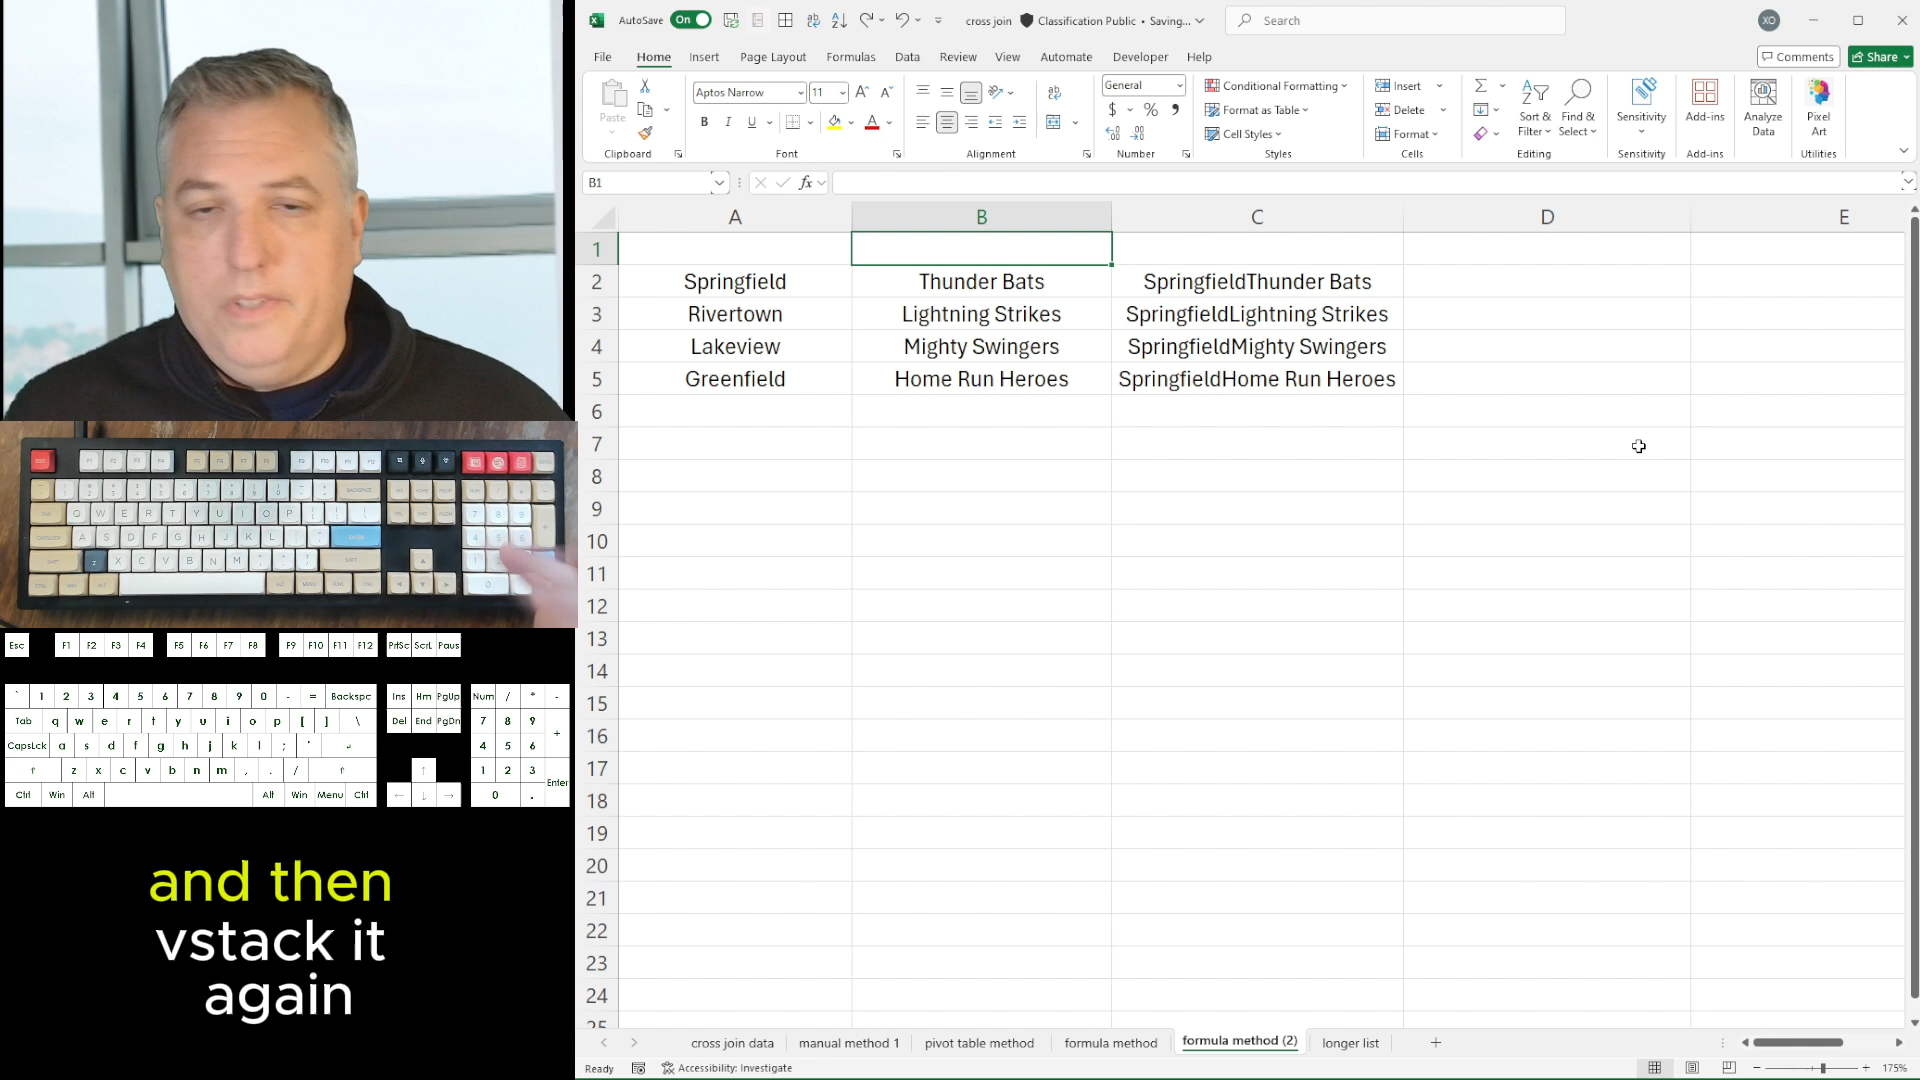 AutoSave On
cross join Classification Public • Saving...
Search
XO
File Home Insert Page Layout Formulas Data Review View Automate Developer Help
Comments Share
Paste
Aptos Narrow 11
B I U
General
$ % 9
Conditional Formatting
Format as Table
Cell Styles
Insert
Delete
Format
Sort & Filter
Find & Select
Sensitivity
Add-ins
Analyze Data
Pixel Art
Clipboard Font Alignment Number Styles Cells Editing Sensitivity Add-ins Utilities
B1 fx
A B C D E
1
2 Springfield Thunder Bats SpringfieldThunder Bats
3 Rivertown Lightning Strikes SpringfieldLightning Strikes
4 Lakeview Mighty Swingers SpringfieldMighty Swingers
5 Greenfield Home Run Heroes SpringfieldHome Run Heroes
6
7
8
9
10
11
12
13
14
15
16
17
18
19
20
21
22
23
24
25
Esc F1 F2 F3 F4 F5 F6 F7 F8 F9 F10 F11 F12 PrtSc ScrL Paus
` 1 2 3 4 5 6 7 8 9 0 - = Backspc Ins Hm PgUp Num / * -
Tab q w e r t y u i o p [ ] \ Del End PgDn 7 8 9 +
CapsLck a s d f g h j k l ; ' 4 5 6
z x c v b n m , . / 1 2 3 Enter
Ctrl Win Alt Alt Win Menu Ctrl 0 .
and then
vstack it
again
cross join data manual method 1 pivot table method formula method formula method (2) longer list +
Ready Accessibility: Investigate 175%